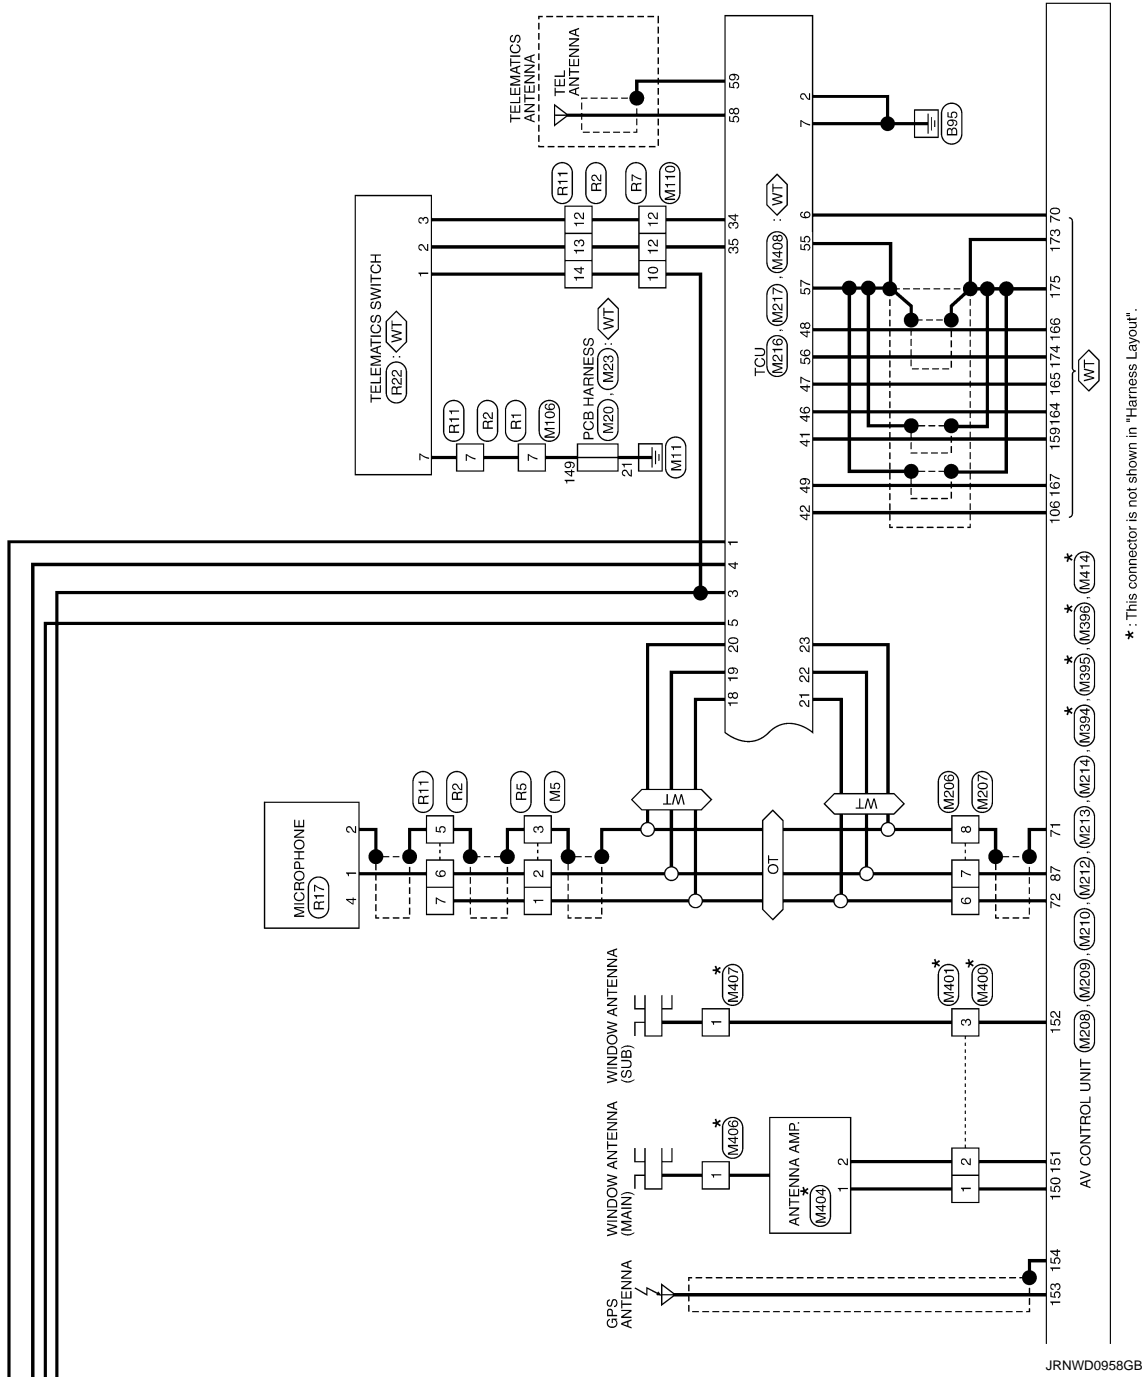 TELEMATICS
ANTENNA
TEL
ANTENNA
59
58
2
7
B95
TELEMATICS SWITCH
R22 : WT
3
2
1
7
R11
R2
R7
M110
12
13
14
12
12
10
34
35
R11
R2
R1
M106
7
7
PCB HARNESS
M20 , M23 : WT
149
21
M11
TCU
M216 , M217 , M408 : WT
6
55
57
48
56
47
46
41
49
42
70
173
175
166
174
165
164
159
167
106
WT
1
4
3
5
20
19
18
23
22
21
MICROPHONE
R17
2
1
4
R11
R2
5
6
7
R5
M5
3
2
1
WT
WT
OT
M206
M207
8
7
6
71
87
72
WINDOW ANTENNA
(SUB)
*
M407
1
*
M401
*
M400
3
152
WINDOW ANTENNA
(MAIN)
*
M406
1
ANTENNA AMP.
*
M404
2
1
2
1
151
150
GPS
ANTENNA
154
153
AV CONTROL UNIT M208 , M209 , M210 , M212 , M213 , M214 , *M394 , *M395 , *M396 , *M414
* : This connector is not shown in "Harness Layout".
JRNWD0958GB